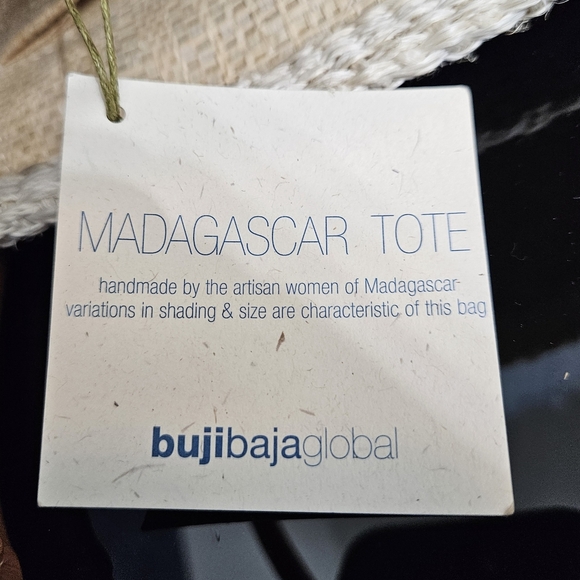 MADAGASCAR TOTE
handmade by the artisan women of Madagascar-
variations in shading & size are characteristic of this bag
bujibajaglobal